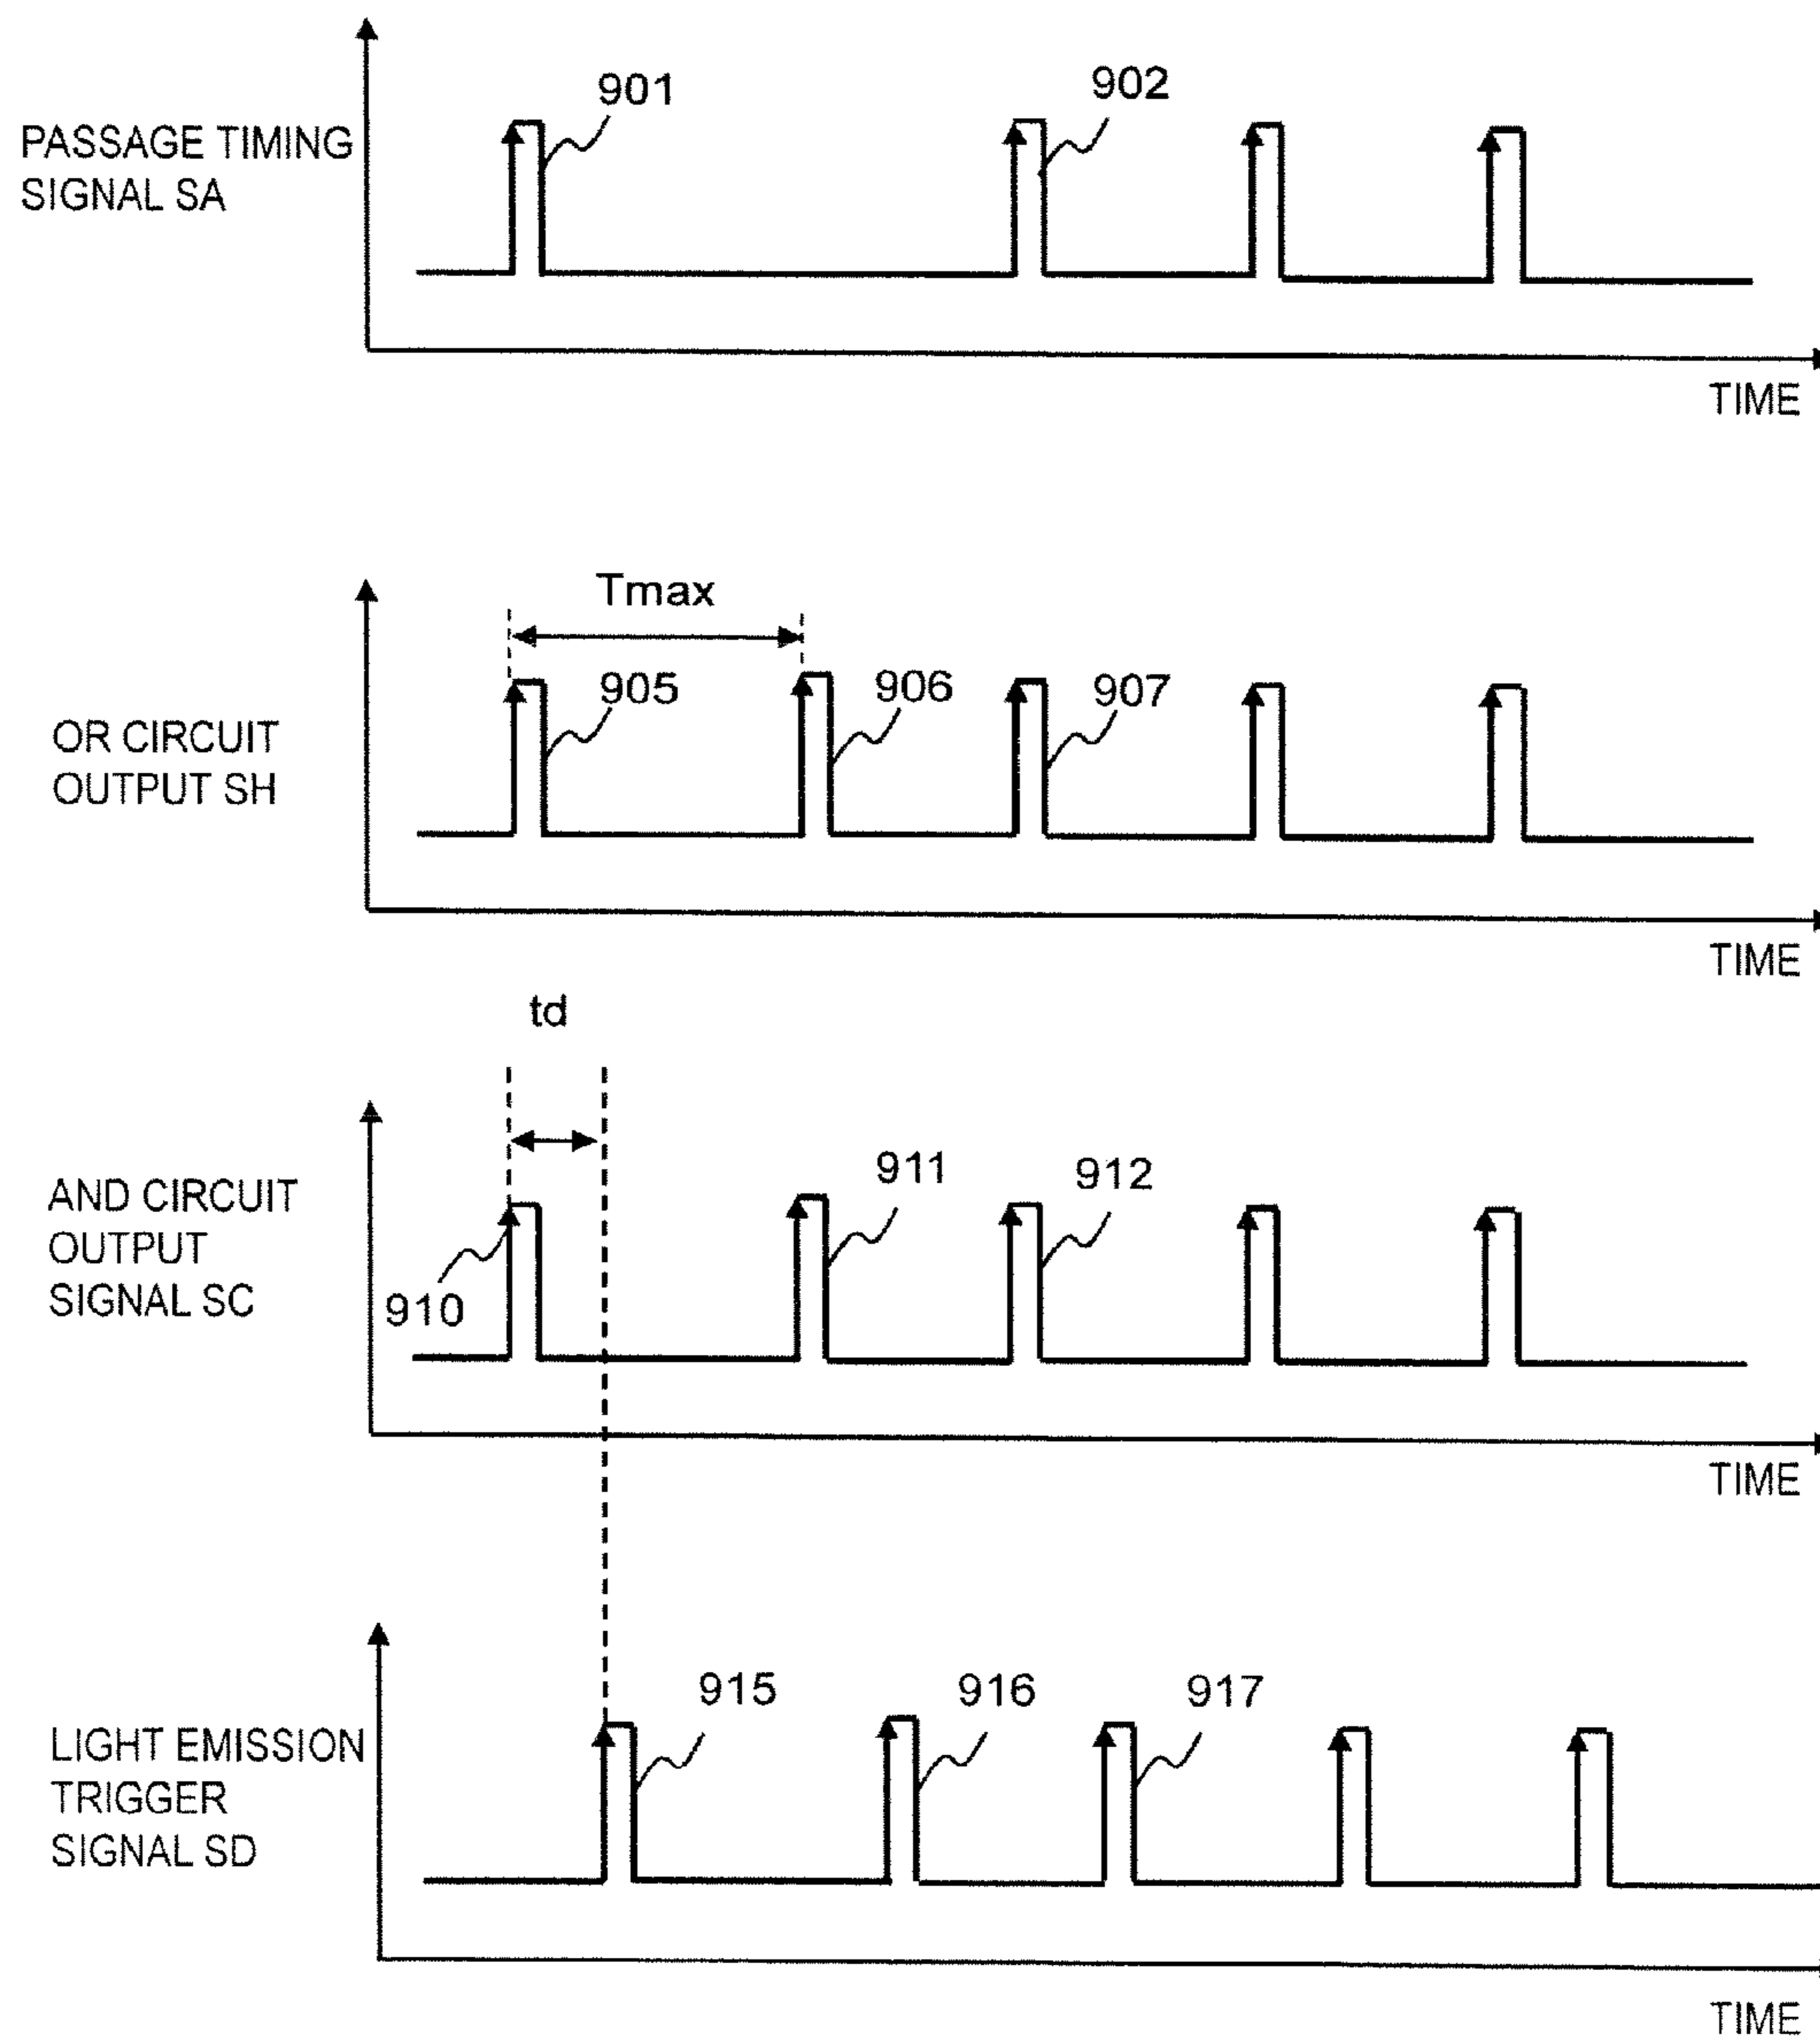 901
902
PASSAGE TIMING
SIGNAL SA
TIME
Tmax
905
906
907
OR CIRCUIT
OUTPUT SH
TIME
td
911
912
AND CIRCUIT
OUTPUT
SIGNAL SC
910
TIME
915
916
917
LIGHT EMISSION
TRIGGER
SIGNAL SD
TIME